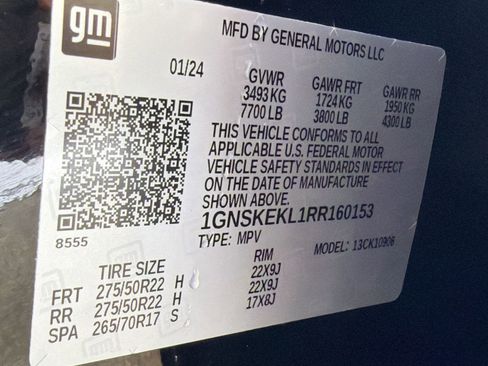 gm
MFD BY GENERAL MOTORS LLC
01/24
GVWR GAWR FRT GAWR RR
3493 KG 1724 KG 1950 KG
7700 LB 3800 LB 4300 LB
THIS VEHICLE CONFORMS TO ALL
APPLICABLE U.S. FEDERAL MOTOR
VEHICLE SAFETY STANDARDS IN EFFECT
ON THE DATE OF MANUFACTURE
SHOWN ABOVE.
1GNSKEKL1RR160153
8555
TYPE: MPV MODEL: 13CK10906
TIRE SIZE RIM
FRT 275/50R22 H 22X9J
RR 275/50R22 H 22X9J
SPA 265/70R17 S 17X8J